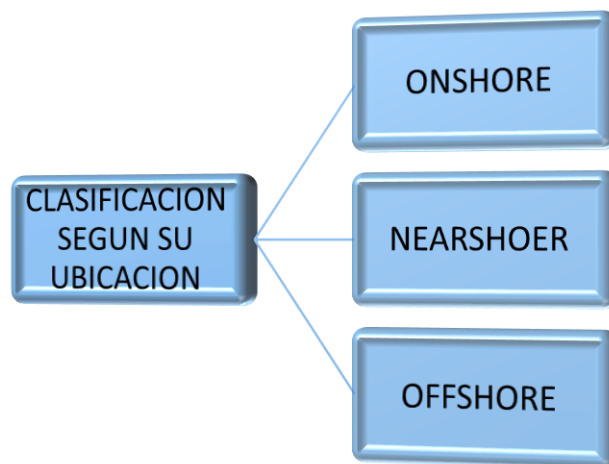 CLASIFICACION
SEGUN SU
UBICACION
ONSHORE
NEARSHOER
OFFSHORE